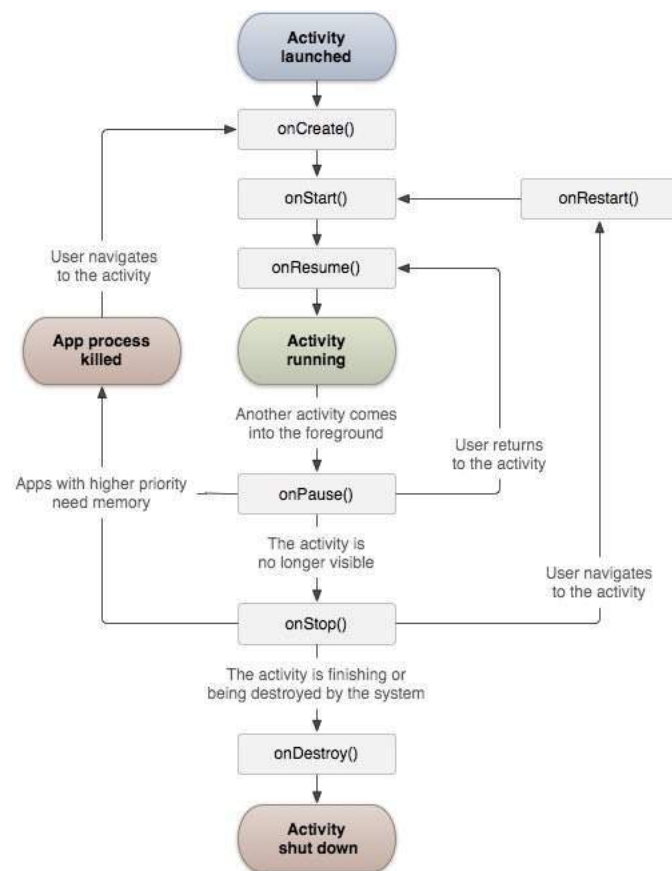 Activity
launched
onCreate()
onStart()
onRestart()
User navigates
to the activity
onResume()
App process
killed
Activity
running
Another activity comes
into the foreground
User returns
to the activity
Apps with higher priority
need memory
onPause()
The activity is
no longer visible
User navigates
to the activity
onStop()
The activity is finishing or
being destroyed by the system
onDestroy()
Activity
shut down